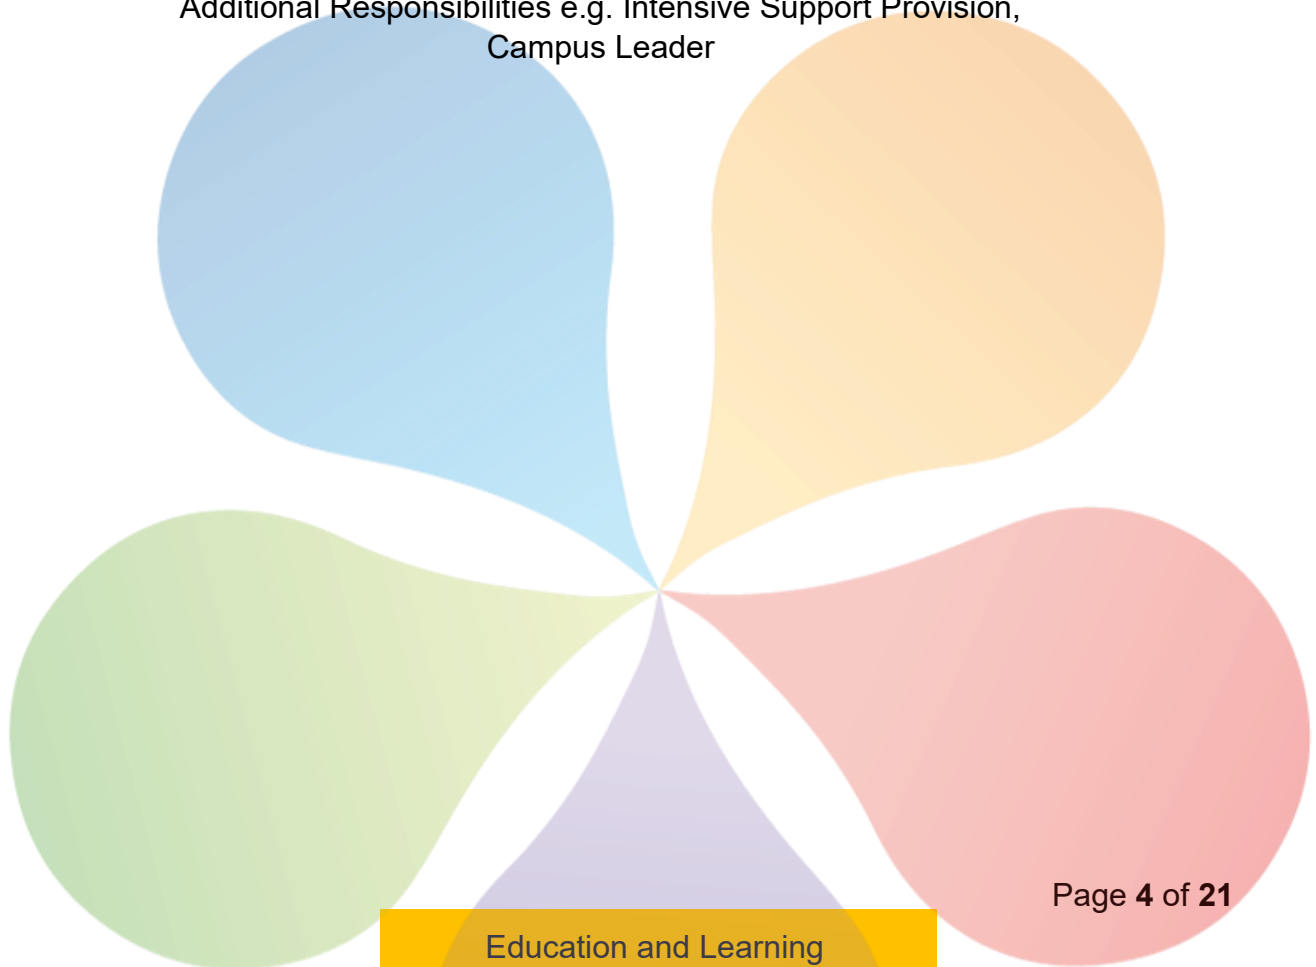 Additional Responsibilities e.g. Intensive Support Provision,
Campus Leader
Page 4 of 21
Education and Learning